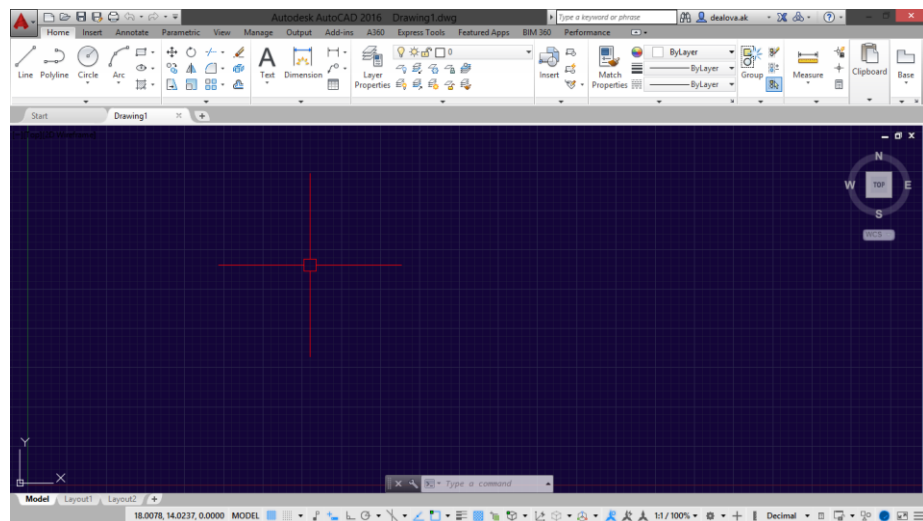 Autodesk AutoCAD 2016 Drawing1.dwg Type a keyword or phrase dealova.ak
Home Insert Annotate Parametric View Manage Output Add-ins A360 Express Tools Featured Apps BIM 360 Performance
0 ByLayer
ByLayer
Line Polyline Circle Arc Text Dimension Layer Properties Insert Match Properties ByLayer Group Measure Clipboard Base
Start Drawing1
N
W TOP E
S
WCS
Y
X
Type a command
Model Layout1 Layout2
18.0078, 14.0237, 0.0000 MODEL 1:1 / 100% Decimal